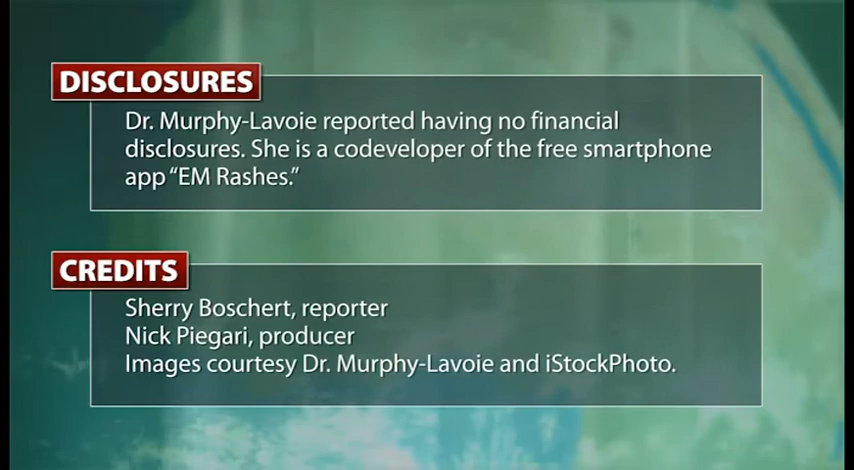 DISCLOSURES
Dr. Murphy-Lavoie reported having no financial
disclosures. She is a codeveloper of the free smartphone
app “EM Rashes.”
CREDITS
Sherry Boschert, reporter
Nick Piegari, producer
Images courtesy Dr. Murphy-Lavoie and iStockPhoto.